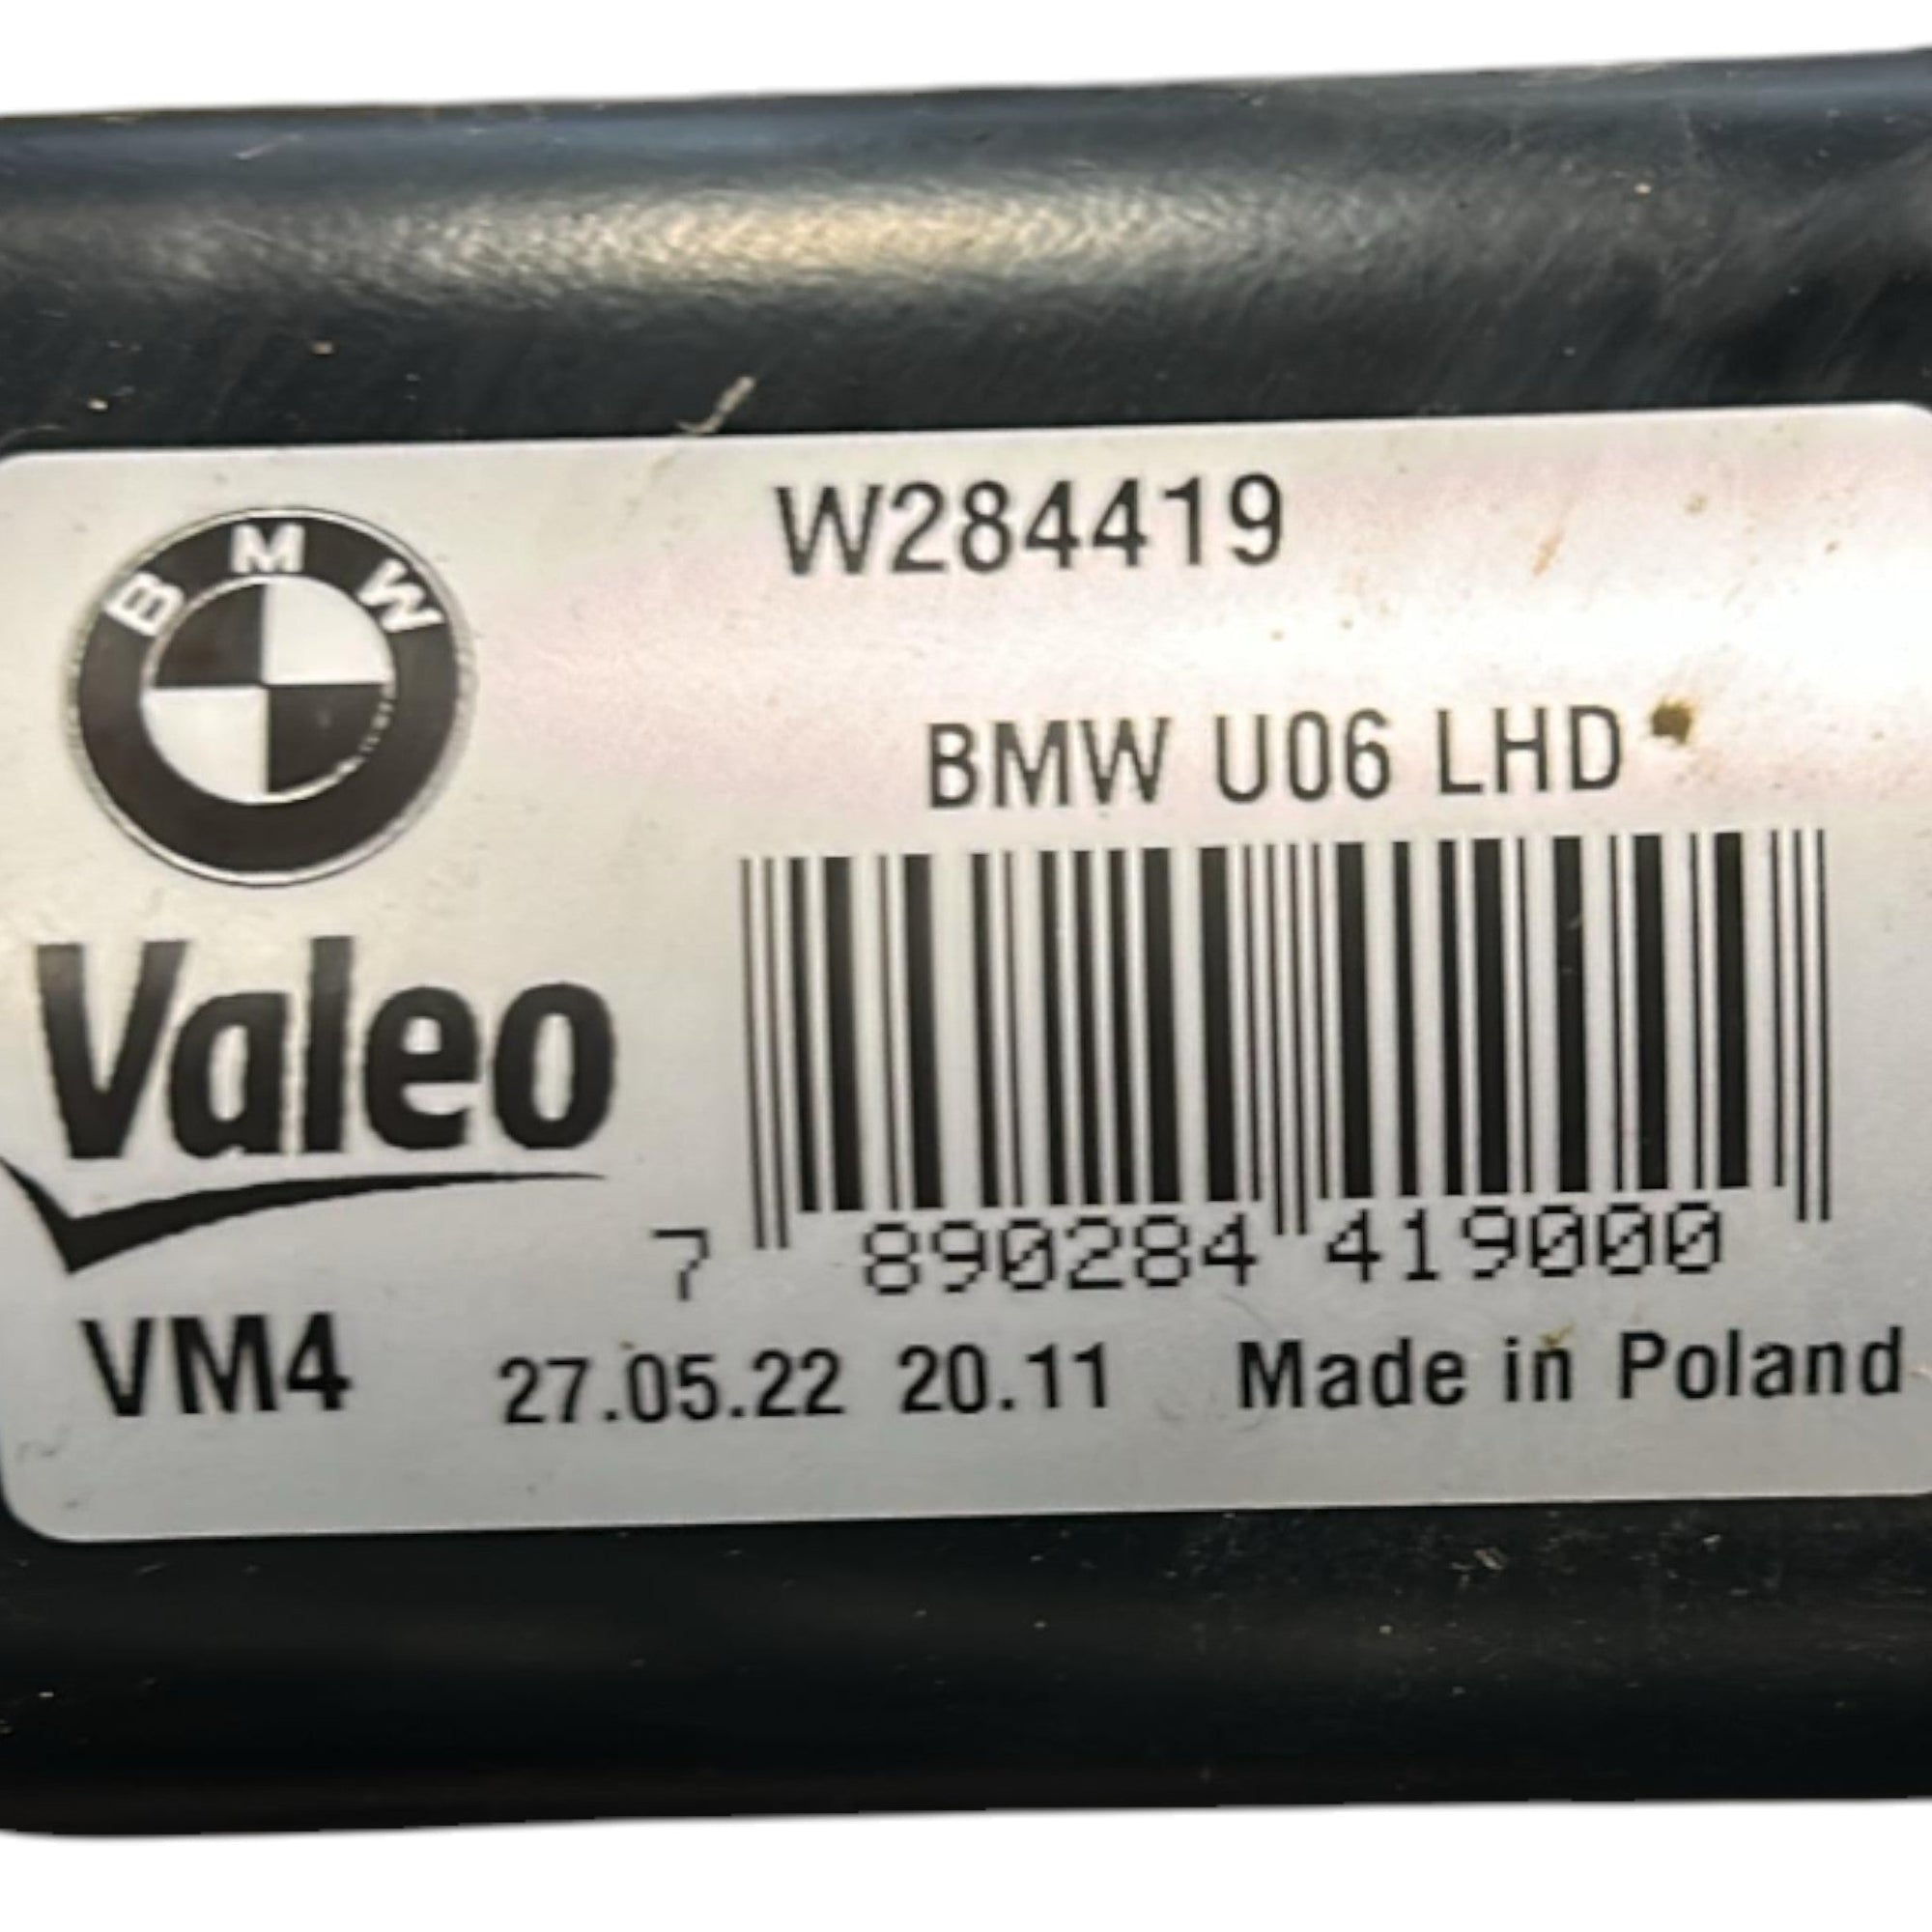 W284419
BMW
BMW U06 LHD
Valeo
7 890284 419000
VM4 27.05.22 20.11 Made in Poland